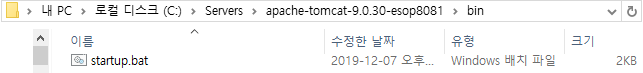 내 PC > 로컬 디스크 (C:) > Servers > apache-tomcat-9.0.30-esop8081 > bin
이름 수정한 날짜 유형 크기
startup.bat 2019-12-07 오후... Windows 배치 파일 2KB